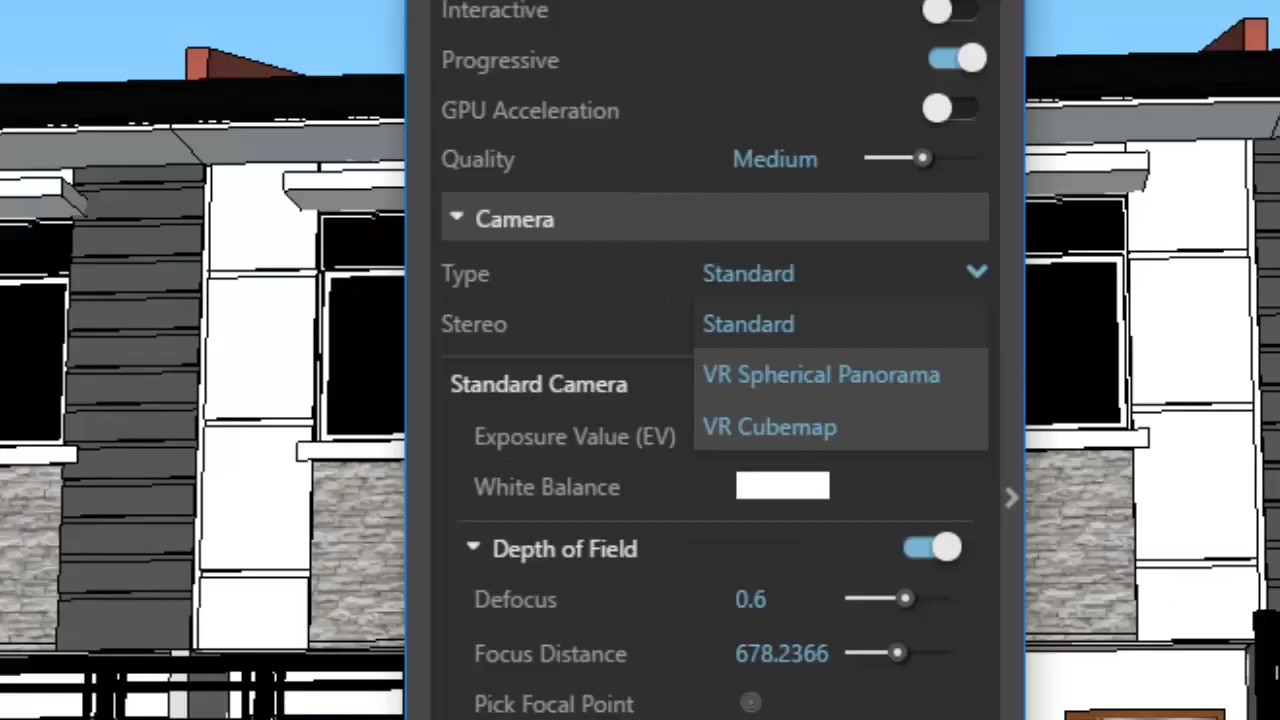 Interactive
Progressive
GPU Acceleration
Quality Medium
Camera
Type Standard
Stereo Standard
VR Spherical Panorama
Standard Camera
VR Cubemap
Exposure Value (EV)
White Balance
Depth of Field
Defocus 0.6
Focus Distance 678.2366
Pick Focal Point